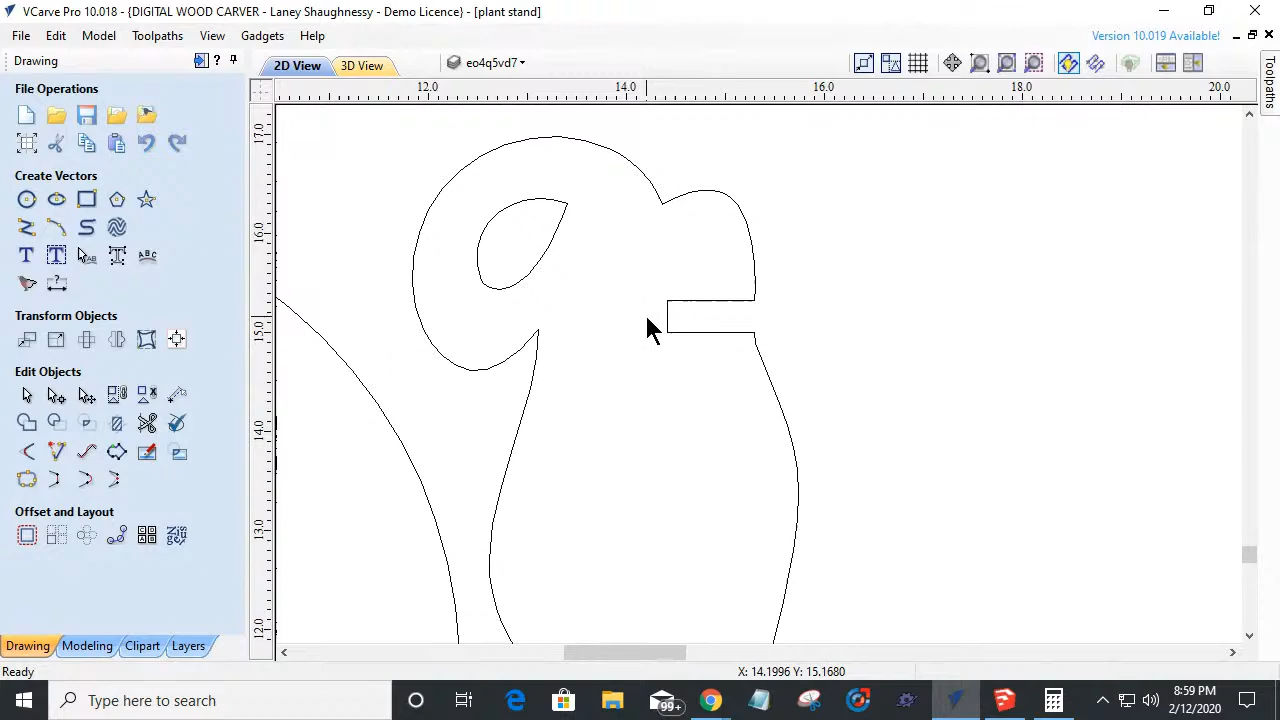 VCarve Pro 10.018 - {DIGITAL WOOD CARVER - Laney Shaughnessy - Demo Licence} - [plant stand]
File Edit Model Toolpaths View Gadgets Help Version 10.019 Available!
Drawing ? 2D View 3D View eo4q5vd7 Toolpaths
File Operations
12.0 14.0 16.0 18.0 20.0
17.0
Create Vectors
16.0
T T T ABC
15.0
Transform Objects
Edit Objects
14.0
Offset and Layout
13.0
12.0
Drawing Modeling Clipart Layers
Ready X: 14.1996 Y: 15.1680
Type here to search 99+ 8:59 PM
2/12/2020